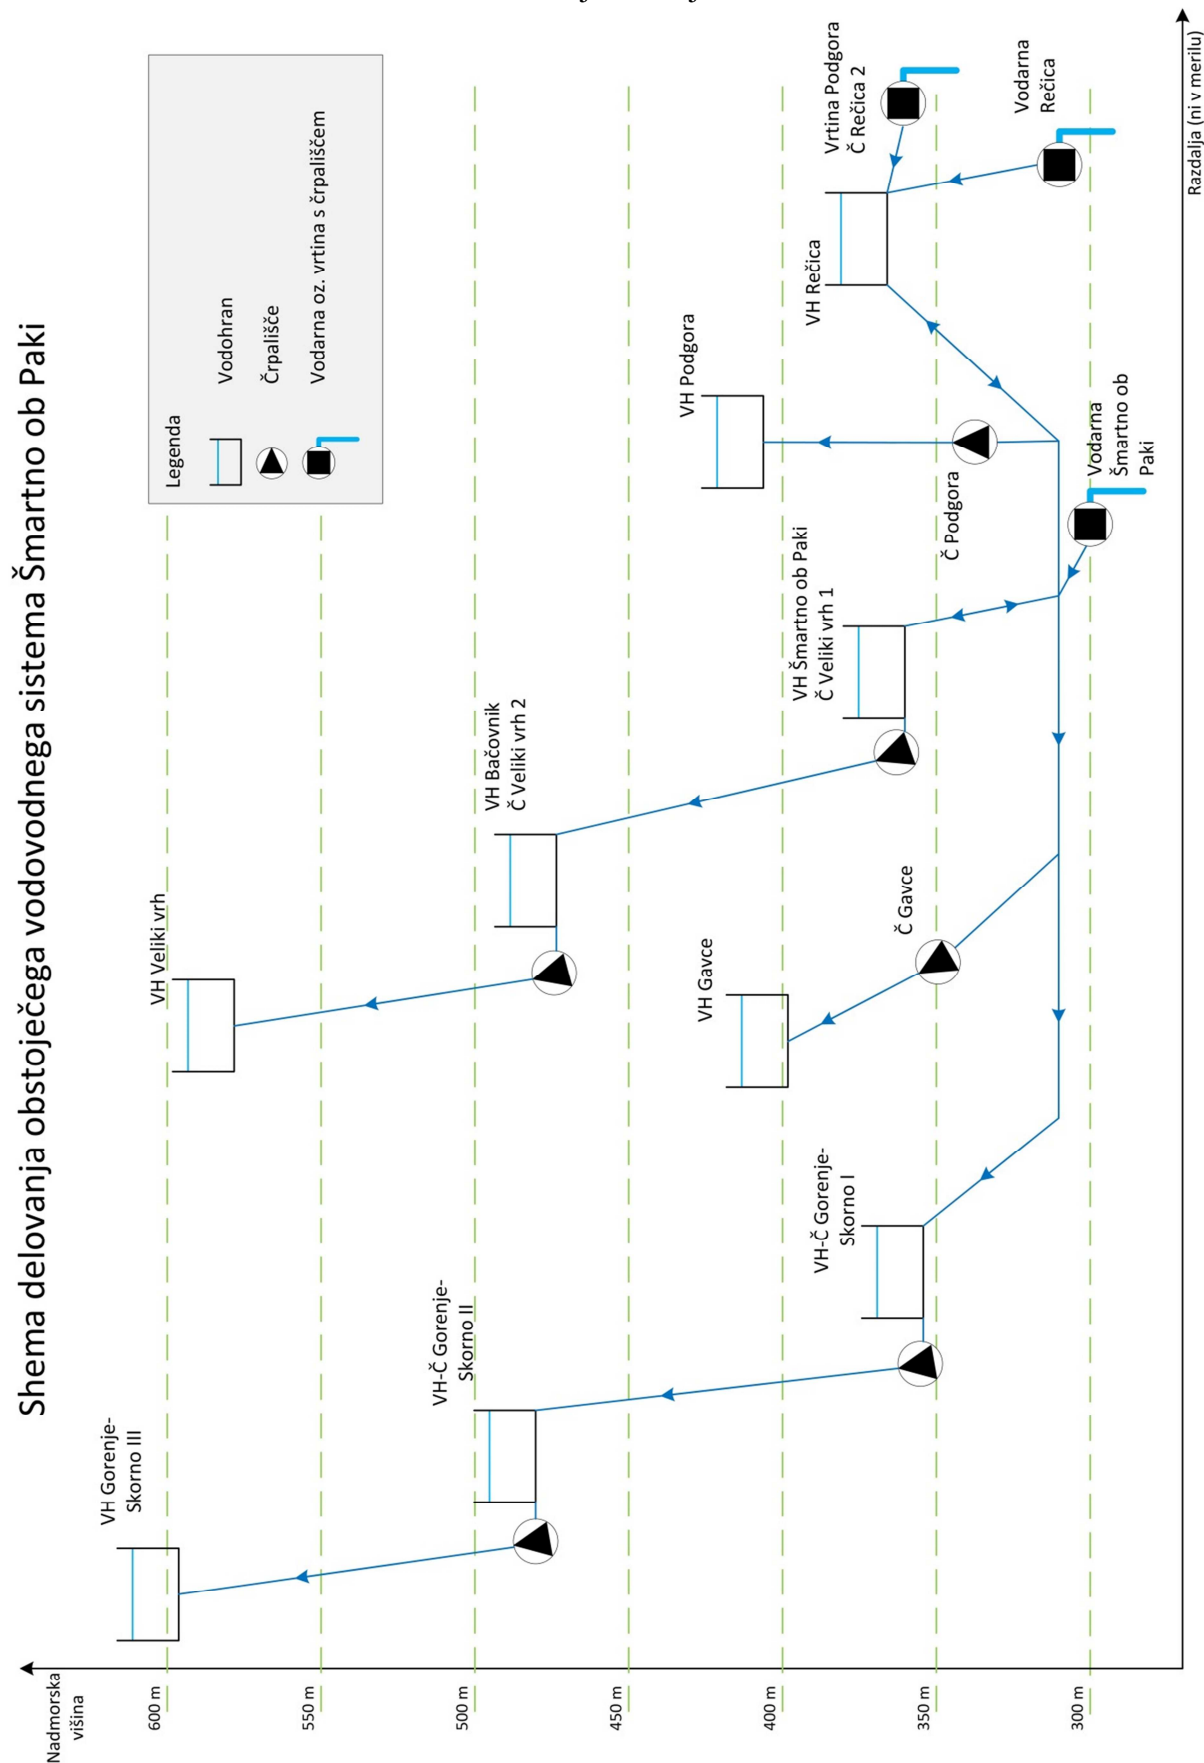 Shema delovanja obstoječega vodovodnega sistema Šmartno ob Paki
Nadmorska
višina
600 m
550 m
500 m
450 m
400 m
350 m
300 m
Legenda
Vodohran
Črpališče
Vodarna oz. vrtina s črpališčem
VH Gorenje-
Skorno III
VH-Č Gorenje-
Skorno II
VH-Č Gorenje-
Skorno I
VH Veliki vrh
VH Gavce
Č Gavce
VH Bačovnik
Č Veliki vrh 2
VH Šmartno ob Paki
Č Veliki vrh 1
Č Podgora
VH Podgora
Vodarna
Šmartno ob
Paki
VH Rečica
Vrtina Podgora
Č Rečica 2
Vodarna
Rečica
Razdalja (ni v merilu)